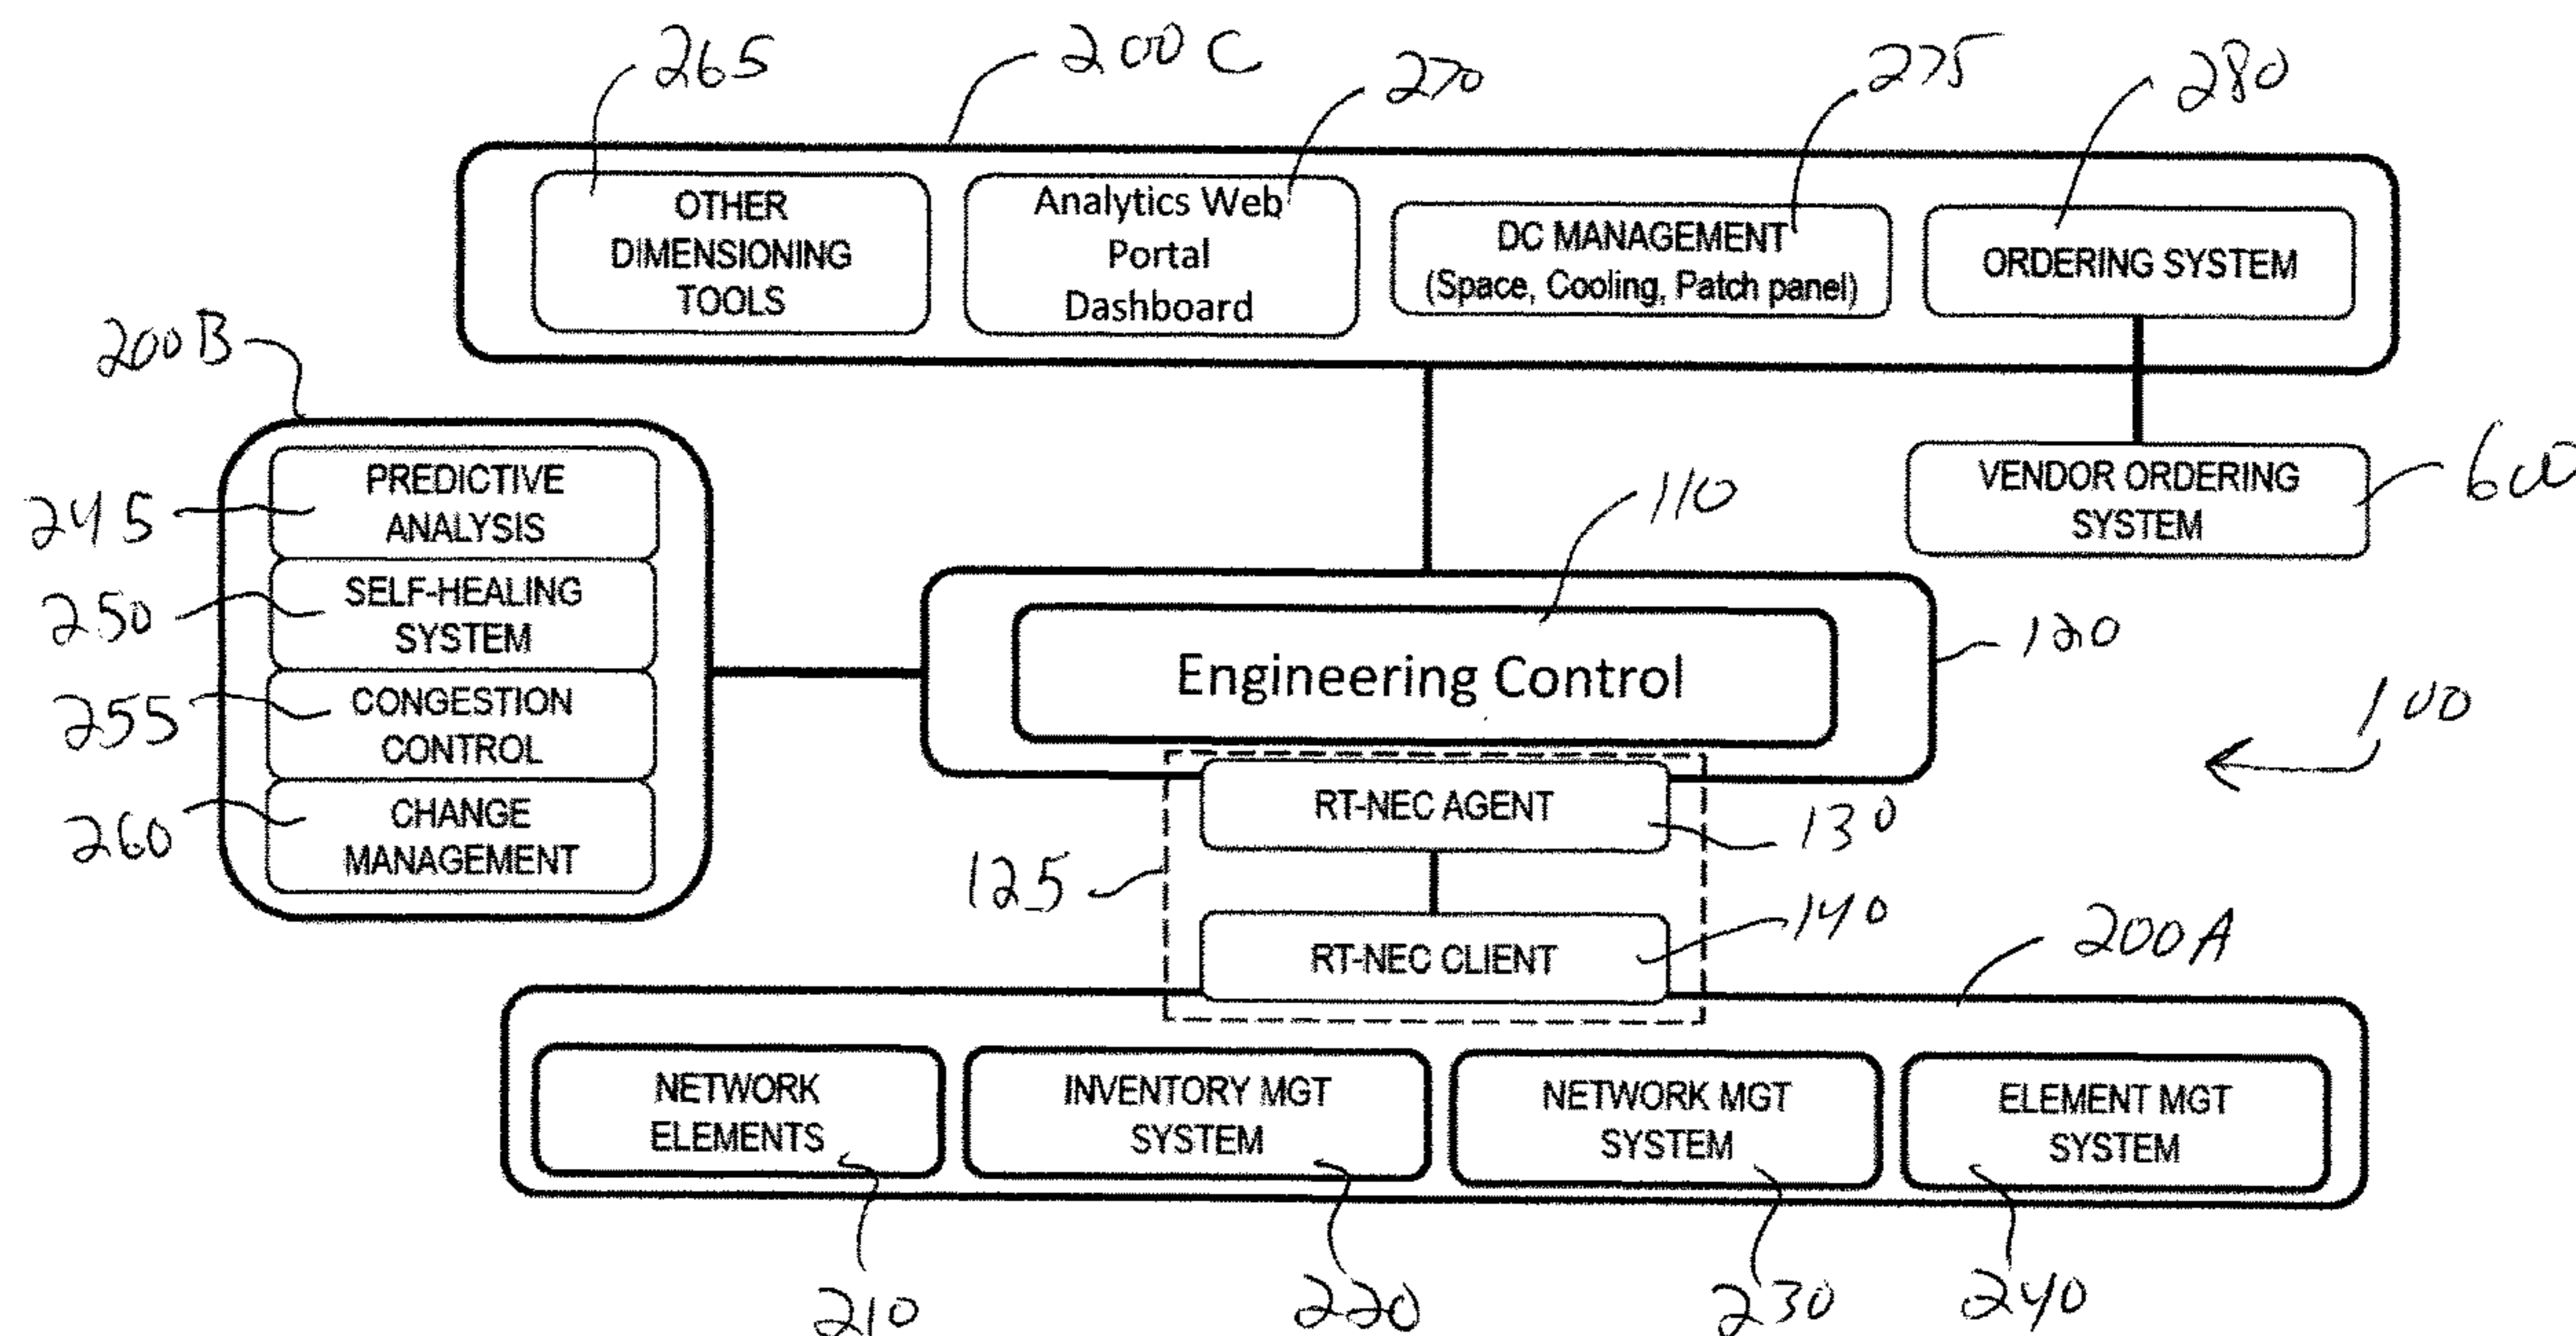 265
200C
270
275
280
OTHER
DIMENSIONING
TOOLS
Analytics Web
Portal
Dashboard
DC MANAGEMENT
(Space, Cooling, Patch panel)
ORDERING SYSTEM
200B
VENDOR ORDERING
SYSTEM
600
245
PREDICTIVE
ANALYSIS
250
SELF-HEALING
SYSTEM
255
CONGESTION
CONTROL
260
CHANGE
MANAGEMENT
110
Engineering Control
120
100
RT-NEC AGENT
130
125
RT-NEC CLIENT
140
200A
NETWORK
ELEMENTS
INVENTORY MGT
SYSTEM
NETWORK MGT
SYSTEM
ELEMENT MGT
SYSTEM
210
220
230
240